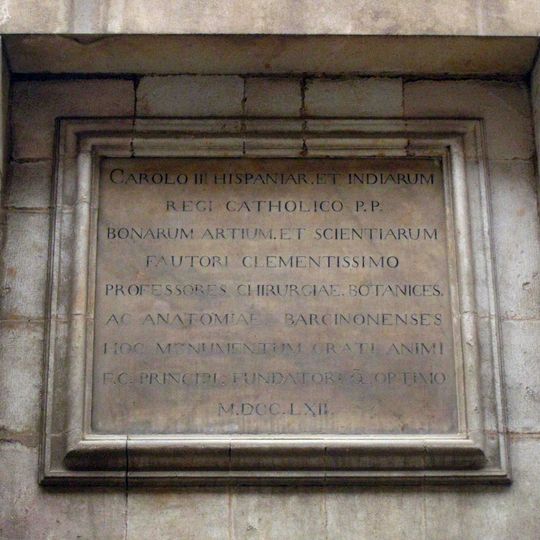 CAROLO III HISPANIAR. ET INDIARUM
REGI CATHOLICO P.P.
BONARUM ARTIUM. ET SCIENTIARUM
FAUTORI CLEMENTISSIMO
PROFESSORES CHIRURGIAE. BOTANICES.
AC ANATOMIAE BARCINONENSES
HOC MONUMENTUM GRATI ANIMI
F.C. PRINCIPI. FUNDATORIQ̃ OPTIMO
M.DCC.LXII.